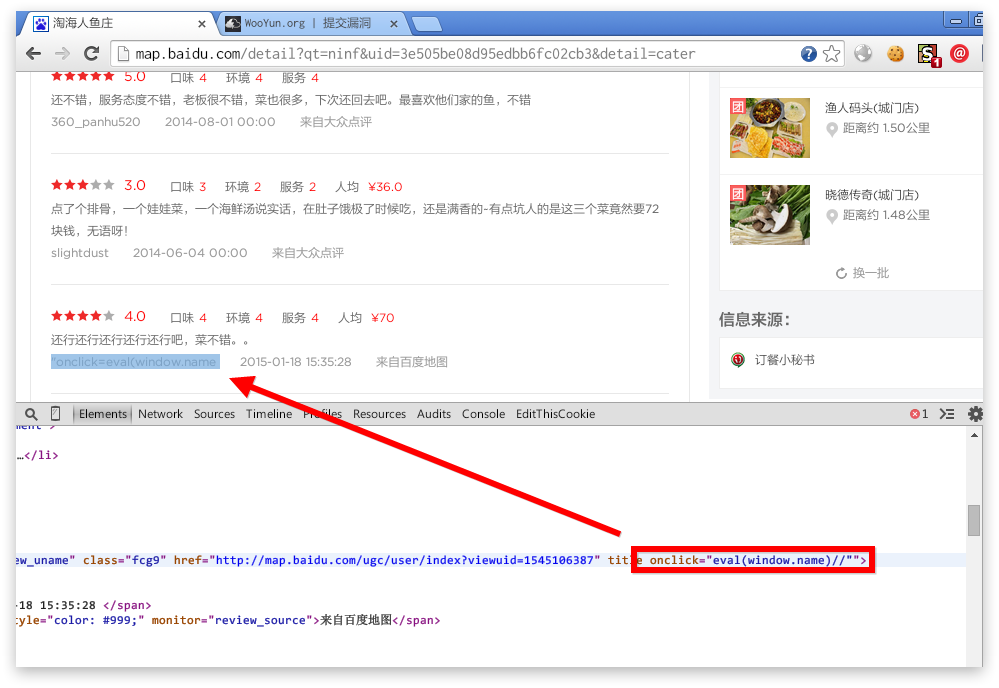 淘海人鱼庄
WooYun.org | 提交漏洞
map.baidu.com/detail?qt=ninf&uid=3e505be08d95edbb6fc02cb3&detail=cater
5.0 口味 4 环境 4 服务 4
还不错，服务态度不错，老板很不错，菜也很多，下次还回去吧。最喜欢他们家的鱼，不错
360_panhu520 2014-08-01 00:00 来自大众点评
3.0 口味 3 环境 2 服务 2 人均 ¥36.0
点了个排骨，一个娃娃菜，一个海鲜汤说实话，在肚子饿极了时候吃，还是满香的-有点坑人的是这三个菜竟然要72
块钱，无语呀！
slightdust 2014-06-04 00:00 来自大众点评
4.0 口味 4 环境 4 服务 4 人均 ¥70
还行还行还行还行还行吧，菜不错。。
"onclick=eval(window.name 2015-01-18 15:35:28 来自百度地图
团
渔人码头(城门店)
距离约 1.50公里
团
晓德传奇(城门店)
距离约 1.48公里
换一批
信息来源：
订餐小秘书
Elements Network Sources Timeline Profiles Resources Audits Console EditThisCookie 1
ment">
…</li>
ew_uname" class="fcg9" href="http://map.baidu.com/ugc/user/index?viewuid=1545106387" title onclick="eval(window.name)//"">
-18 15:35:28 </span>
tyle="color: #999;" monitor="review_source">来自百度地图</span>